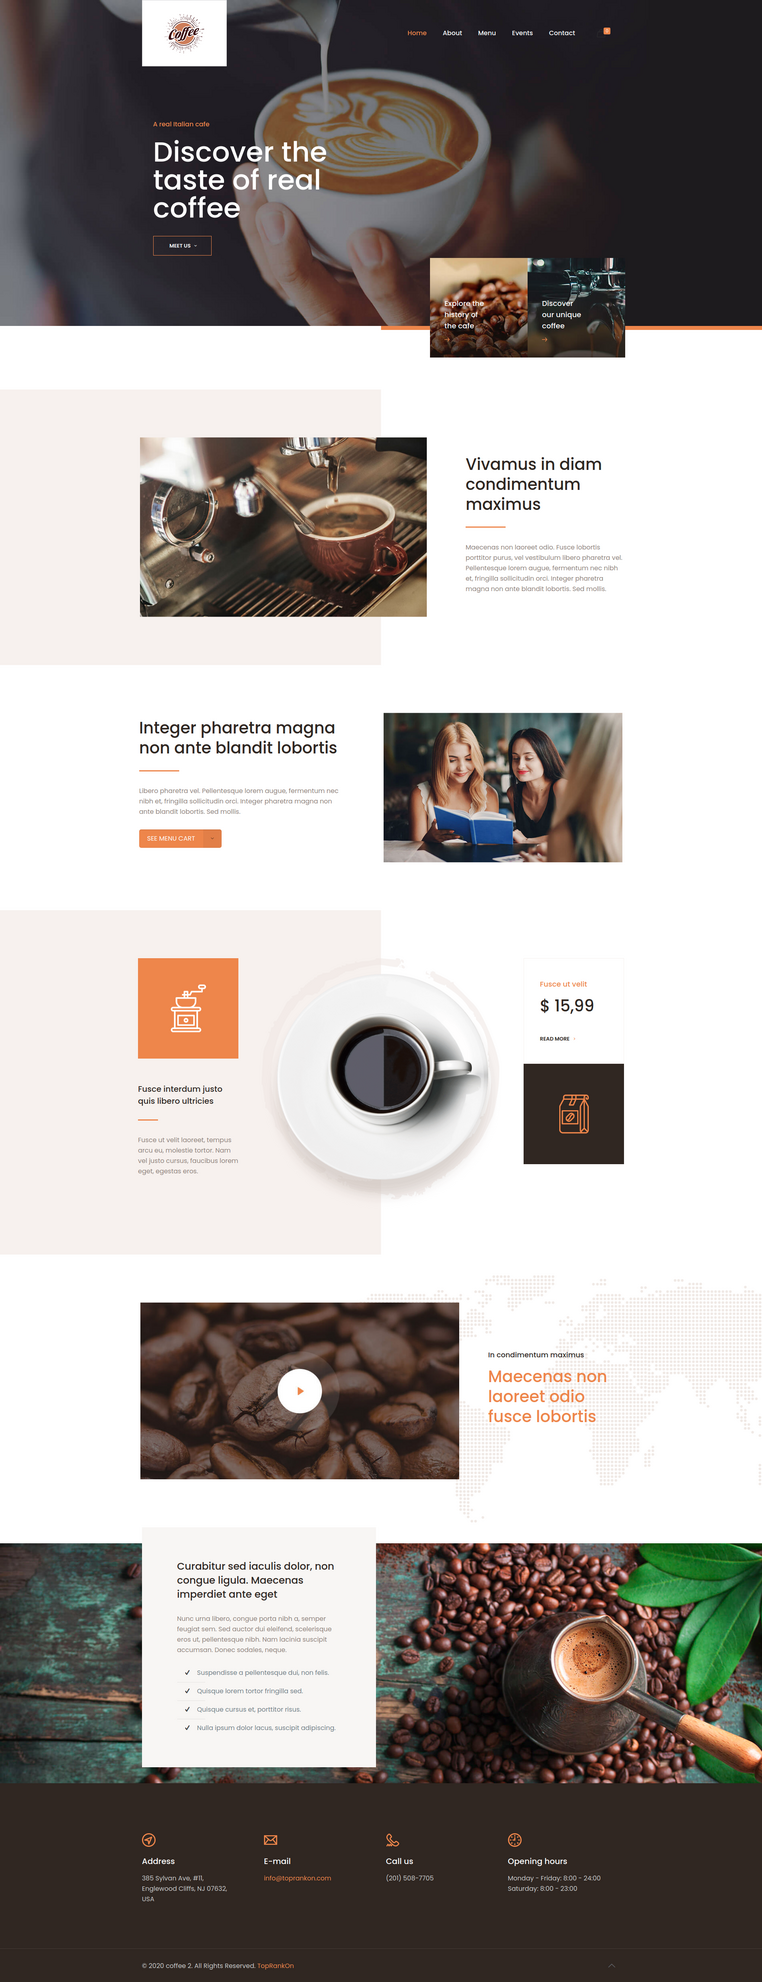 Coffee
Home About Menu Events Contact
0
A real Italian cafe
Discover the
taste of real
coffee
MEET US
Explore the
history of
the cafe
Discover
our unique
coffee
Vivamus in diam
condimentum
maximus
Maecenas non laoreet odio. Fusce lobortis
porttitor purus, vel vestibulum libero pharetra vel.
Pellentesque lorem augue, fermentum nec nibh
et, fringilla sollicitudin orci. Integer pharetra
magna non ante blandit lobortis. Sed mollis.
Integer pharetra magna
non ante blandit lobortis
Libero pharetra vel. Pellentesque lorem augue, fermentum nec
nibh et, fringilla sollicitudin orci. Integer pharetra magna non
ante blandit lobortis. Sed mollis.
SEE MENU CART
Fusce interdum justo
quis libero ultricies
Fusce ut velit laoreet, tempus
arcu eu, molestie tortor. Nam
vel justo cursus, faucibus lorem
eget, egestas eros.
Fusce ut velit
$ 15,99
READ MORE
In condimentum maximus
Maecenas non
laoreet odio
fusce lobortis
Curabitur sed iaculis dolor, non
congue ligula. Maecenas
imperdiet ante eget
Nunc urna libero, congue porta nibh a, semper
feugiat sem. Sed auctor dui eleifend, scelerisque
eros ut, pellentesque nibh. Nam lacinia suscipit
accumsan. Donec sodales, neque.
Suspendisse a pellentesque dui, non felis.
Quisque lorem tortor fringilla sed.
Quisque cursus et, porttitor risus.
Nulla ipsum dolor lacus, suscipit adipiscing.
Address
385 Sylvan Ave, #11,
Englewood Cliffs, NJ 07632,
USA
E-mail
info@toprankon.com
Call us
(201) 508-7705
Opening hours
Monday - Friday: 8:00 - 24:00
Saturday: 8:00 - 23:00
© 2020 coffee 2. All Rights Reserved. TopRankOn